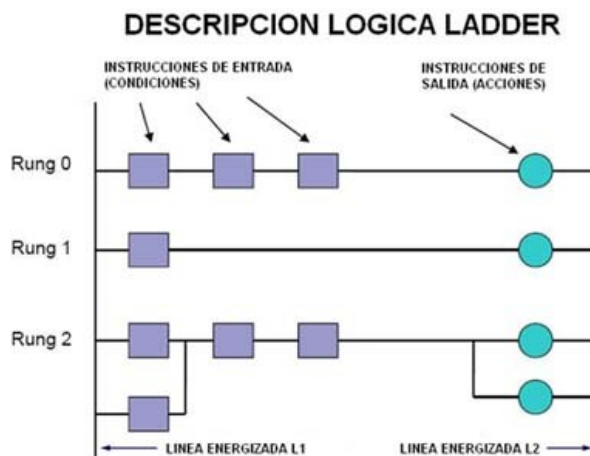 DESCRIPCION LOGICA LADDER
INSTRUCCIONES DE ENTRADA
(CONDICIONES)
INSTRUCCIONES DE
SALIDA (ACCIONES)
Rung 0
Rung 1
Rung 2
LINEA ENERGIZADA L1
LINEA ENERGIZADA L2